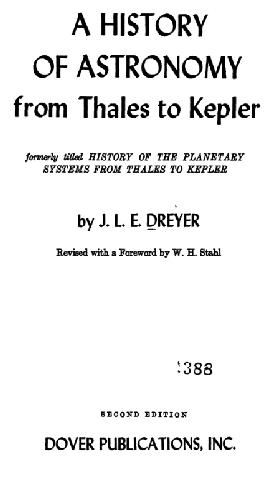 A HISTORY
OF ASTRONOMY
from Thales to Kepler
formerly titled HISTORY OF THE PLANETARY
SYSTEMS FROM THALES TO KEPLER
by J. L. E. DREYER
Revised with a Foreword by W. H. Stahl
388
SECOND EDITION
DOVER PUBLICATIONS, INC.